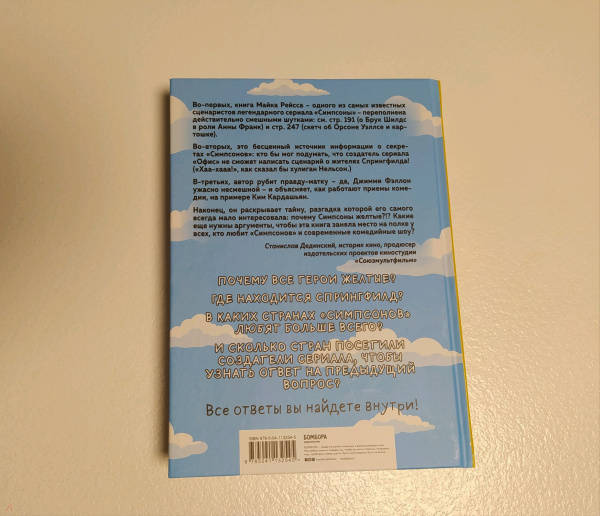 Во-первых, книга Майка Рейсса – одного из самых известных
сценаристов легендарного сериала «Симпсоны» – переполнена
действительно смешными шутками: см. стр. 191 (о Брук Шилдс
в роли Анны Франк) и стр. 247 (скетч об Орсоне Уэллсе и кар-
тошке).
Во-вторых, это бесценный источник информации о секре-
тах «Симпсонов»: кто бы мог подумать, что создатель сериала
«Офис» не сможет написать сценарий о жителях Спрингфилда!
(«Хаа-хааа!», как сказал бы хулиган Нельсон.)
В-третьих, автор рубит правду-матку – да, Джимми Фэллон
ужасно несмешной – и объясняет, как работают приемы коме-
дии, на примере Ким Кардашьян.
Наконец, он раскрывает тайну, разгадка которой его самого
всегда мало интересовала: почему Симпсоны желтые?!? Какие
еще нужны аргументы, чтобы эта книга заняла место на полке у
всех, кто любит «Симпсонов» и современные комедийные шоу?
Станислав Дединский, историк кино, продюсер
издательских проектов киностудии
«Союзмультфильм»
ПОЧЕМУ ВСЕ ГЕРОИ ЖЕЛТЫЕ?
ГДЕ НАХОДИТСЯ СПРИНГФИЛД?
В КАКИХ СТРАНАХ «СИМПСОНОВ»
ЛЮБЯТ БОЛЬШЕ ВСЕГО?
И СКОЛЬКО СТРАН ПОСЕТИЛИ
СОЗДАТЕЛИ СЕРИАЛА, ЧТОБЫ
УЗНАТЬ ОТВЕТ НА ПРЕДЫДУЩИЙ
ВОПРОС?
Все ответы вы найдете внутри!
БОМБОРА